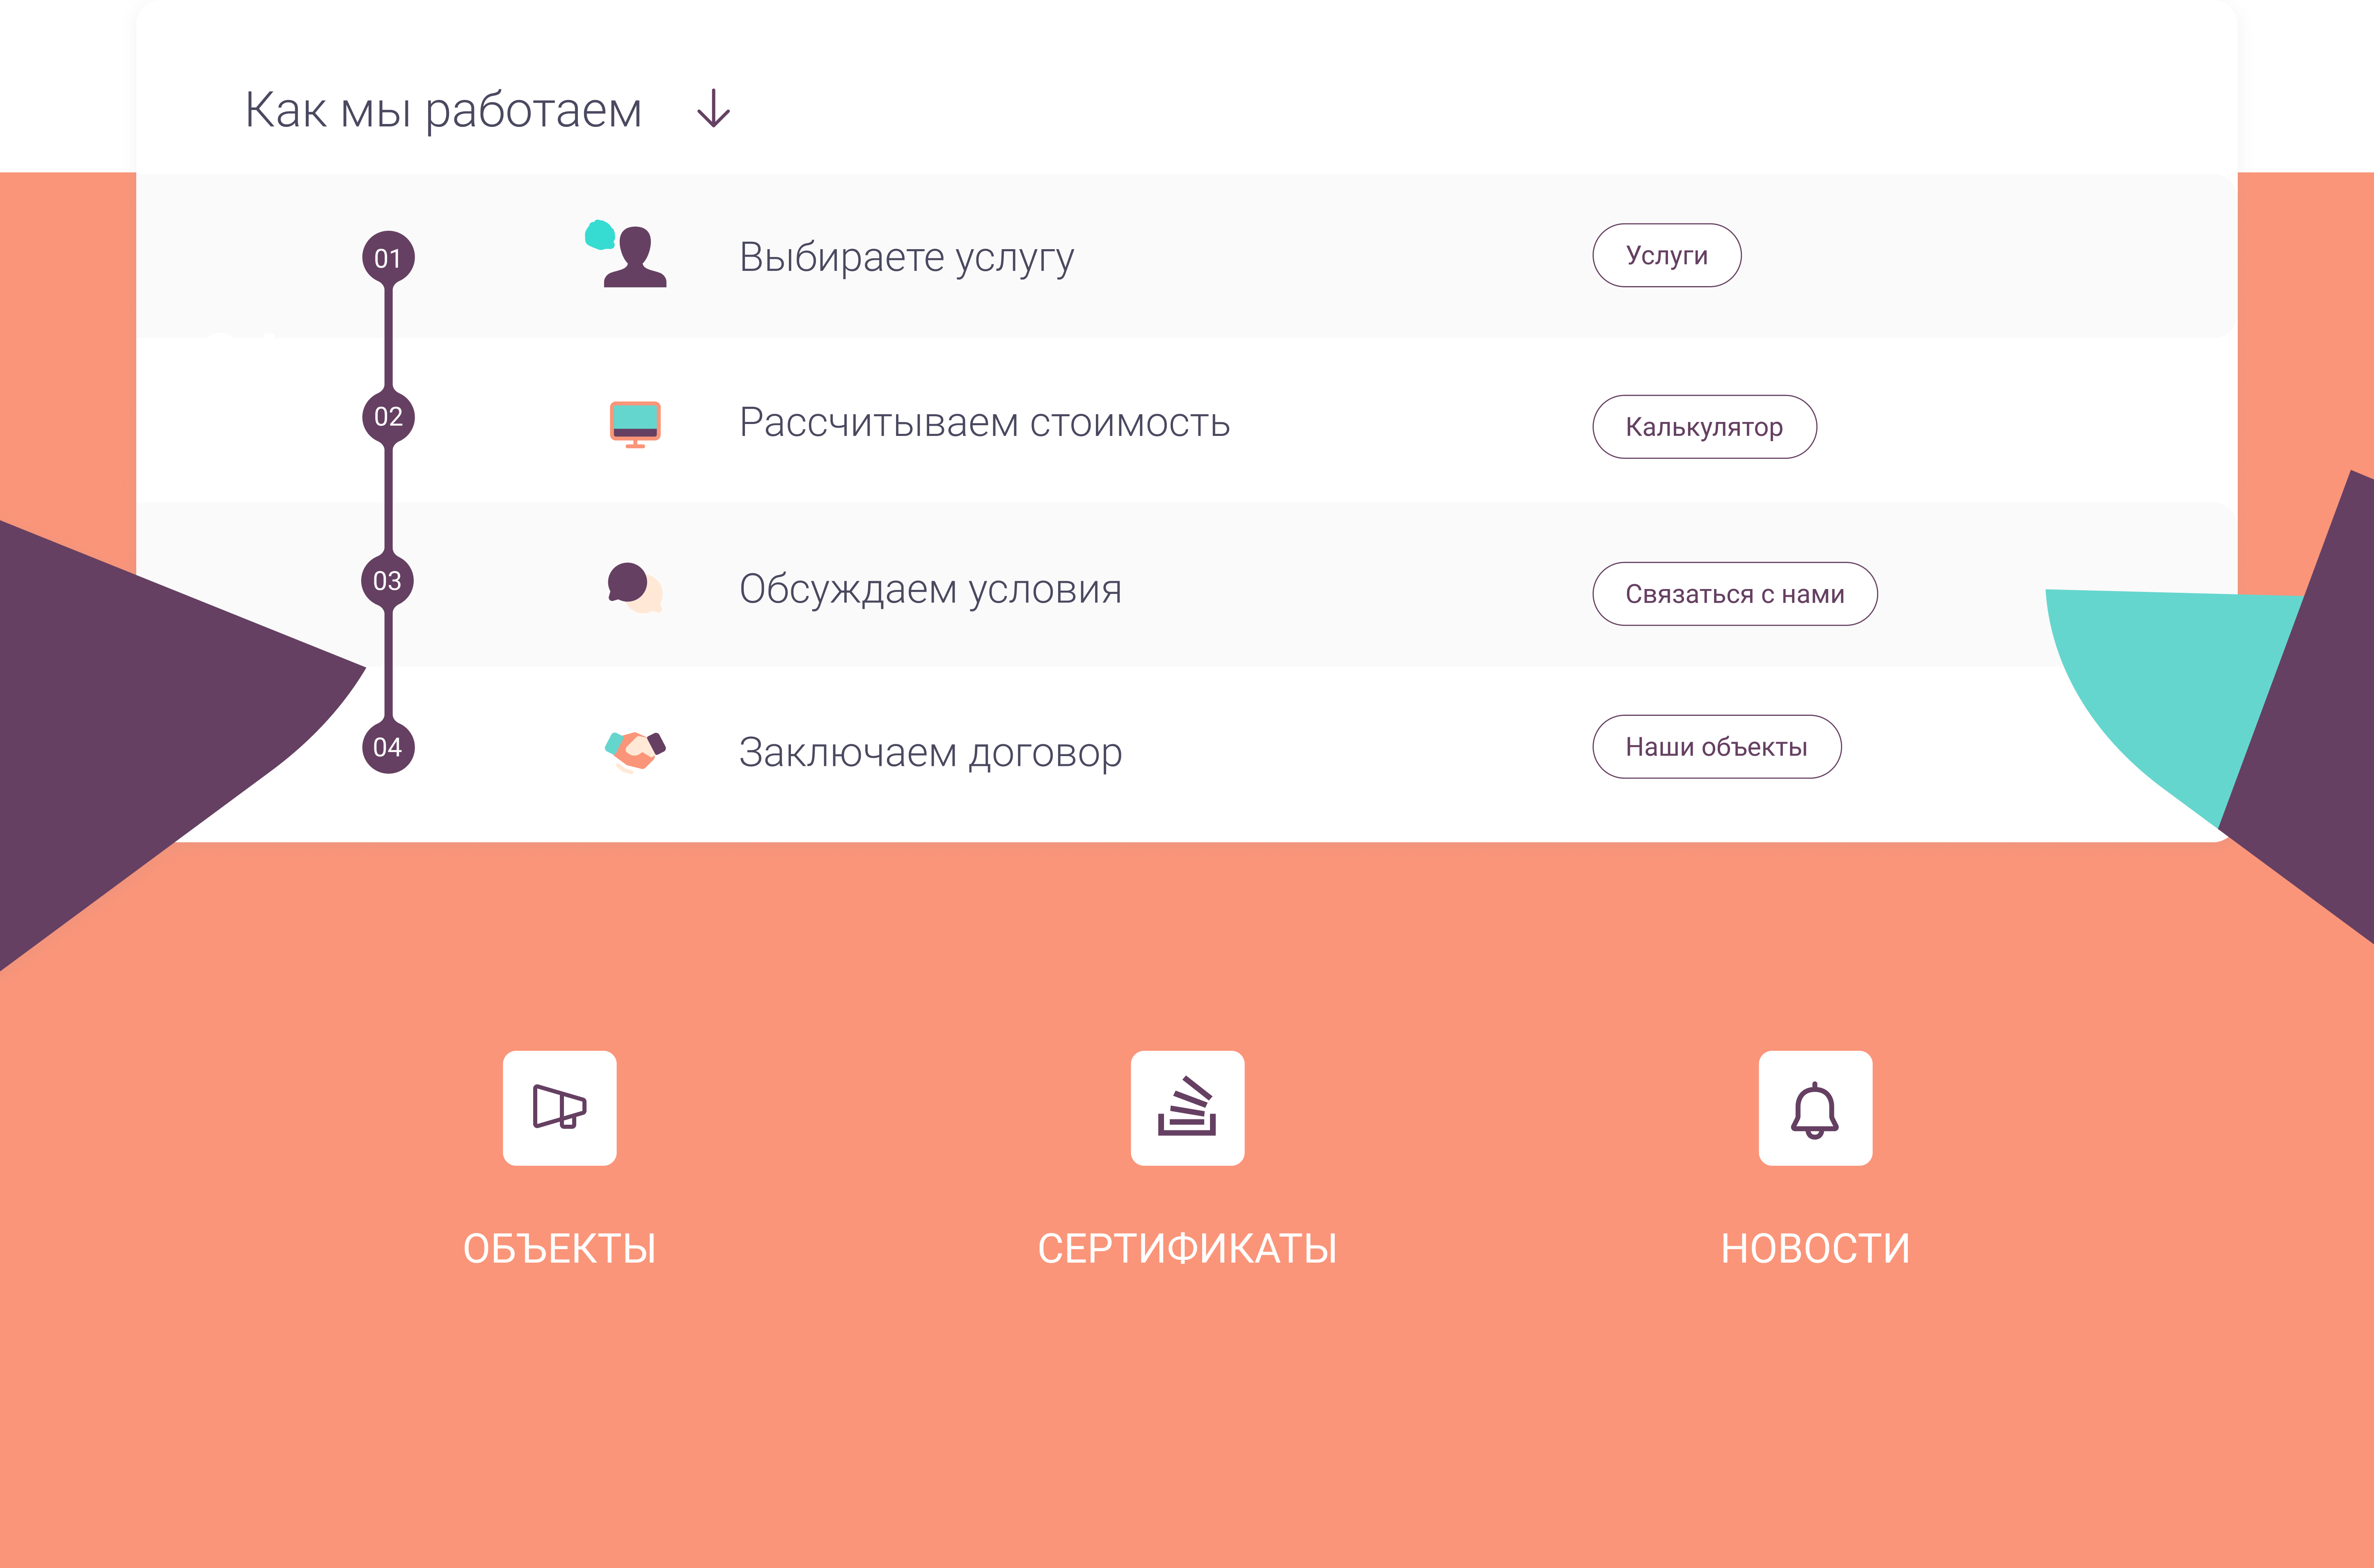 Как мы работаем
01
Выбираете услугу
Услуги
02
Рассчитываем стоимость
Калькулятор
03
Обсуждаем условия
Связаться с нами
04
Заключаем договор
Наши объекты
ОБЪЕКТЫ
СЕРТИФИКАТЫ
НОВОСТИ